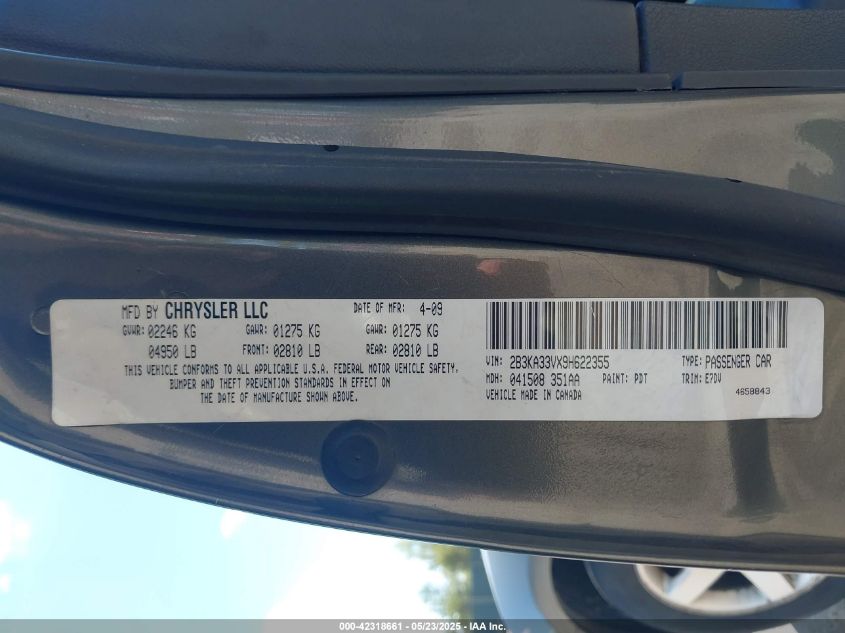 MFD BY CHRYSLER LLC DATE OF MFR: 4-09
GVWR: 02246 KG GAWR: 01275 KG GAWR: 01275 KG
04950 LB FRONT: 02810 LB REAR: 02810 LB
THIS VEHICLE CONFORMS TO ALL APPLICABLE U.S.A. FEDERAL MOTOR VEHICLE SAFETY,
BUMPER AND THEFT PREVENTION STANDARDS IN EFFECT ON
THE DATE OF MANUFACTURE SHOWN ABOVE.
VIN: 2B3KA33VX9H622355 TYPE: PASSENGER CAR
MDH: 041508 351AA PAINT: PDT TRIM: E7DV
VEHICLE MADE IN CANADA 4658843
000-42318661 - 05/23/2025 - IAA Inc.